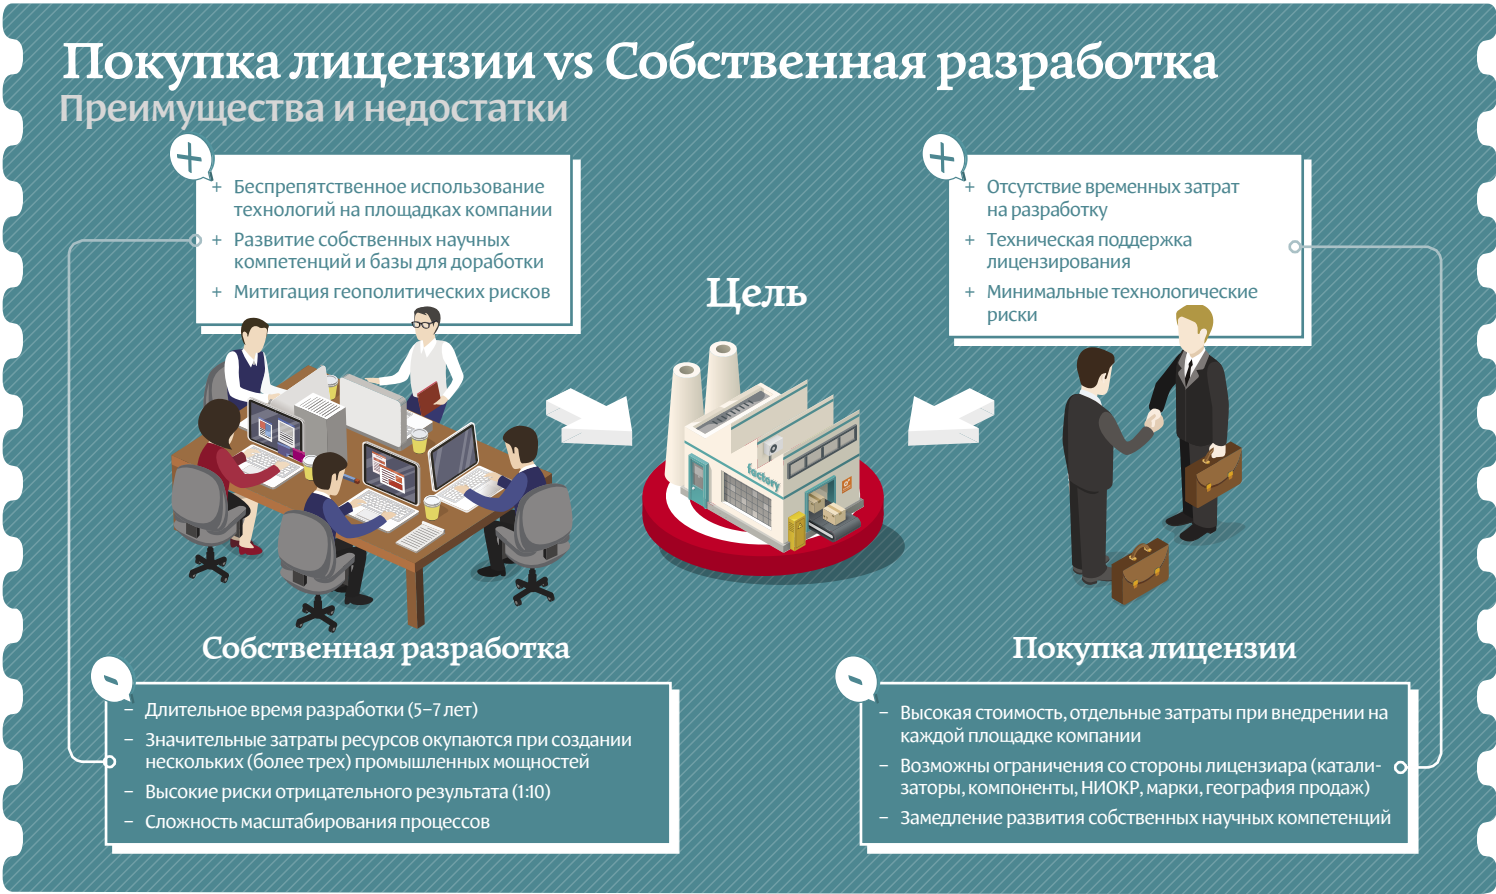 Покупка лицензии vs Собственная разработка
Преимущества и недостатки
+
+ Беспрепятственное использование
технологий на площадках компании
+ Развитие собственных научных
компетенций и базы для доработки
+ Митигация геополитических рисков
+
+ Отсутствие временных затрат
на разработку
+ Техническая поддержка
лицензирования
+ Минимальные технологические
риски
Цель
factory
Собственная разработка
-
– Длительное время разработки (5–7 лет)
– Значительные затраты ресурсов окупаются при создании
нескольких (более трех) промышленных мощностей
– Высокие риски отрицательного результата (1:10)
– Сложность масштабирования процессов
Покупка лицензии
-
– Высокая стоимость, отдельные затраты при внедрении на
каждой площадке компании
– Возможны ограничения со стороны лицензиара (катали-
заторы, компоненты, НИОКР, марки, география продаж)
– Замедление развития собственных научных компетенций